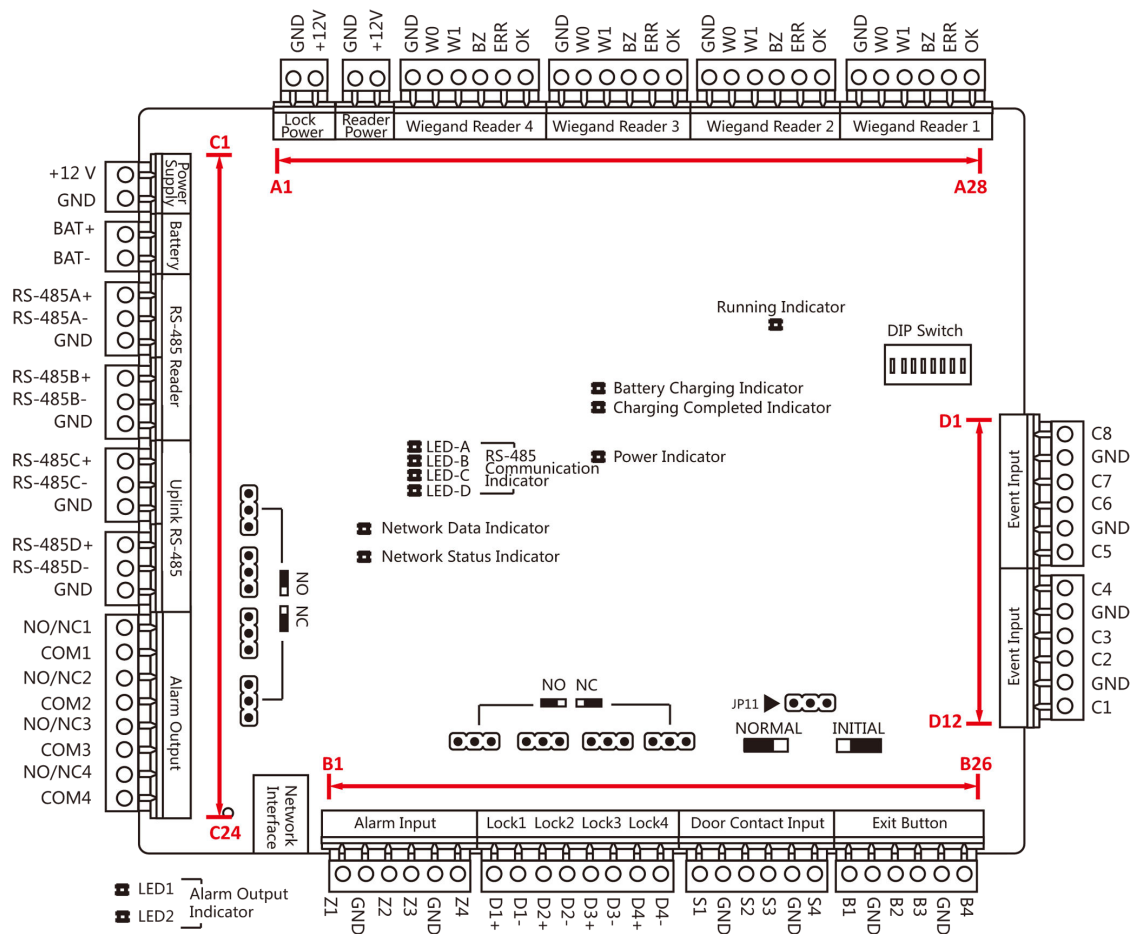 GND +12V GND +12V GND W0 W1 BZ ERR OK GND W0 W1 BZ ERR OK GND W0 W1 BZ ERR OK GND W0 W1 BZ ERR OK
Lock Power
Reader Power
Wiegand Reader 4
Wiegand Reader 3
Wiegand Reader 2
Wiegand Reader 1
A1
A28
C1
+12 V
GND
Power Supply
BAT+
BAT-
Battery
RS-485A+
RS-485A-
GND
RS-485B+
RS-485B-
GND
RS-485 Reader
RS-485C+
RS-485C-
GND
RS-485D+
RS-485D-
GND
Uplink RS-485
NO/NC1
COM1
NO/NC2
COM2
NO/NC3
COM3
NO/NC4
COM4
Alarm Output
C24
Running Indicator
DIP Switch
Battery Charging Indicator
Charging Completed Indicator
Power Indicator
LED-A
LED-B
LED-C
LED-D
RS-485
Communication
Indicator
Network Data Indicator
Network Status Indicator
NO
NC
D1
C8
GND
C7
C6
GND
C5
Event Input
C4
GND
C3
C2
GND
C1
Event Input
D12
NO NC
JP11
NORMAL
INITIAL
B1
B26
Network
Interface
Alarm Input
Lock1 Lock2 Lock3 Lock4
Door Contact Input
Exit Button
Z1 GND Z2 Z3 GND Z4 D1+ D1- D2+ D2- D3+ D3- D4+ D4- S1 GND S2 S3 GND S4 B1 GND B2 B3 GND B4
LED1
LED2
Alarm Output
Indicator